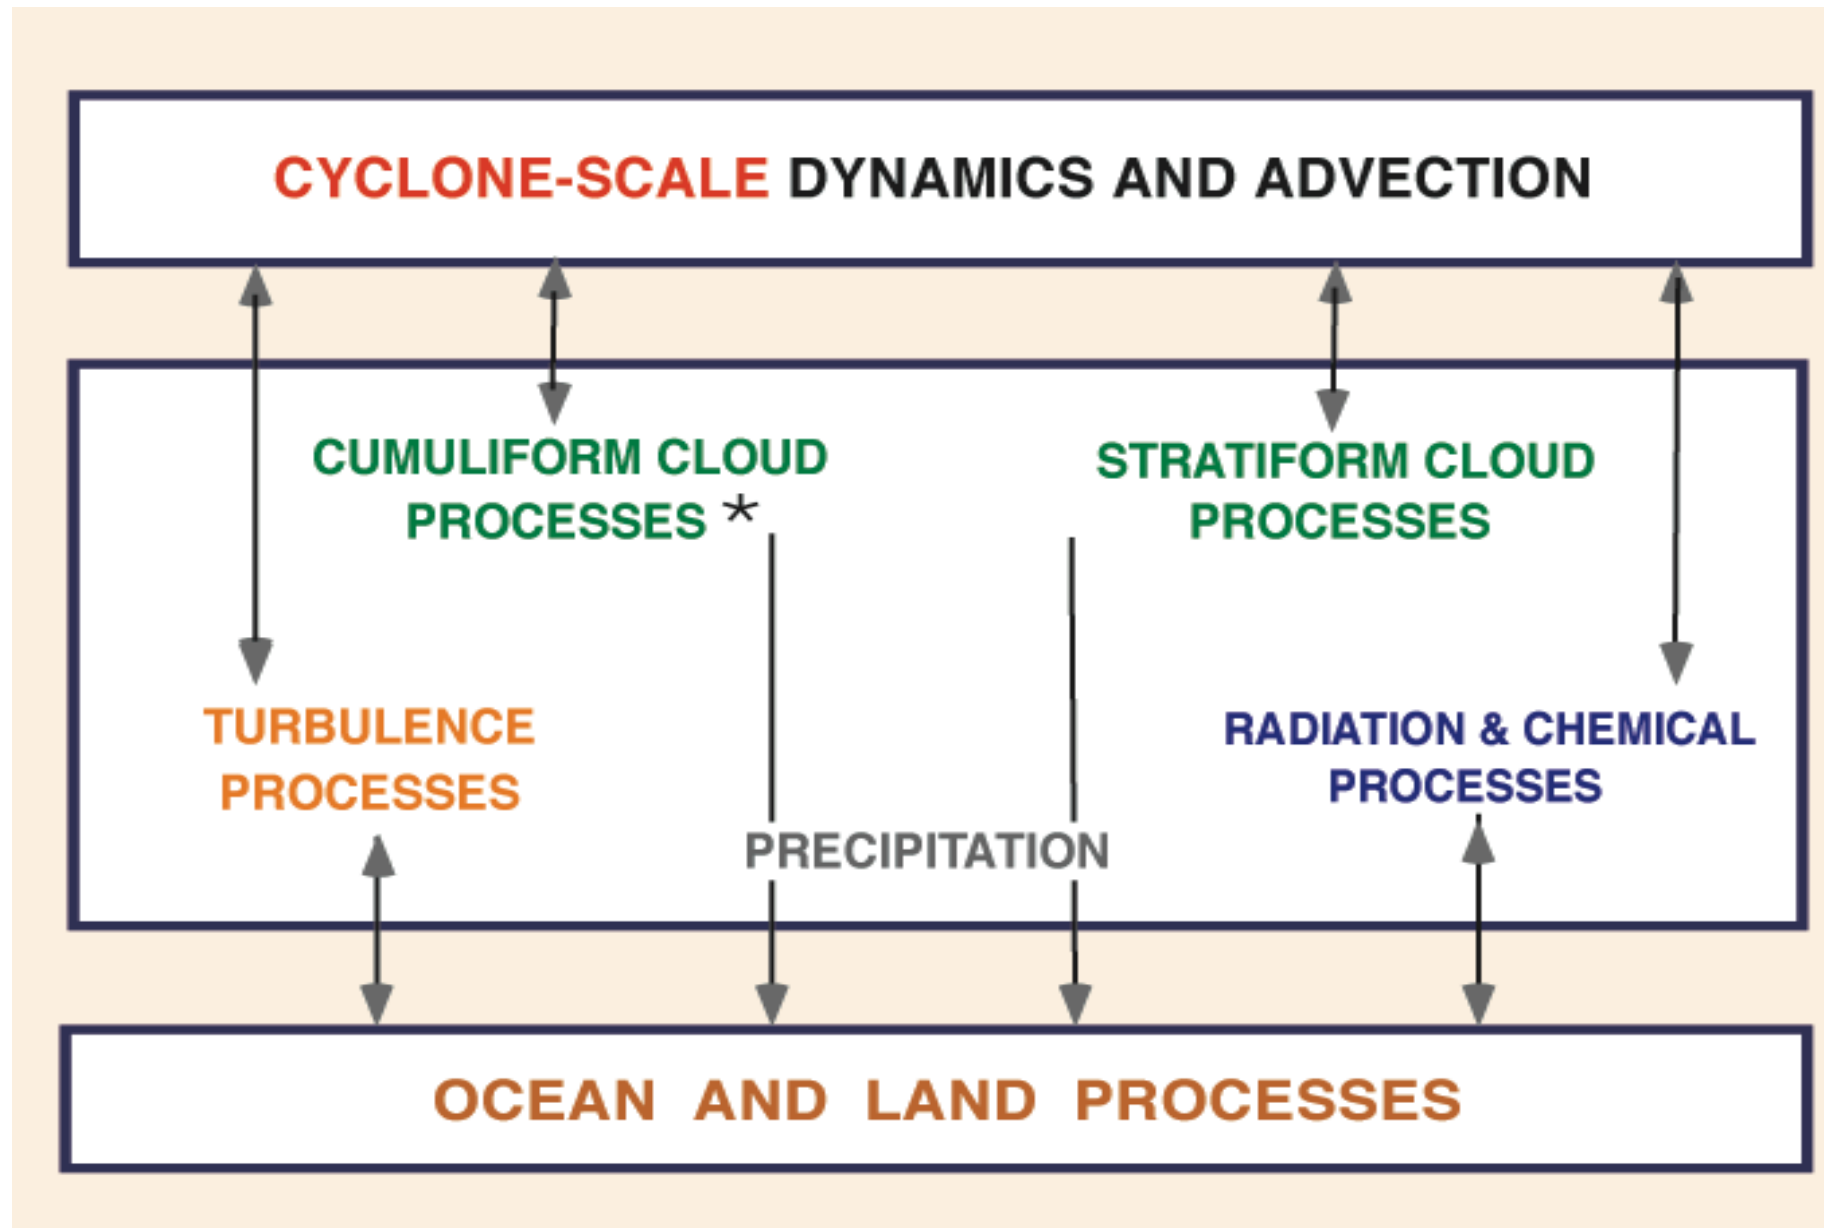 CYCLONE-SCALE DYNAMICS AND ADVECTION
CUMULIFORM CLOUD
PROCESSES *
STRATIFORM CLOUD
PROCESSES
TURBULENCE
PROCESSES
RADIATION & CHEMICAL
PROCESSES
PRECIPITATION
OCEAN AND LAND PROCESSES